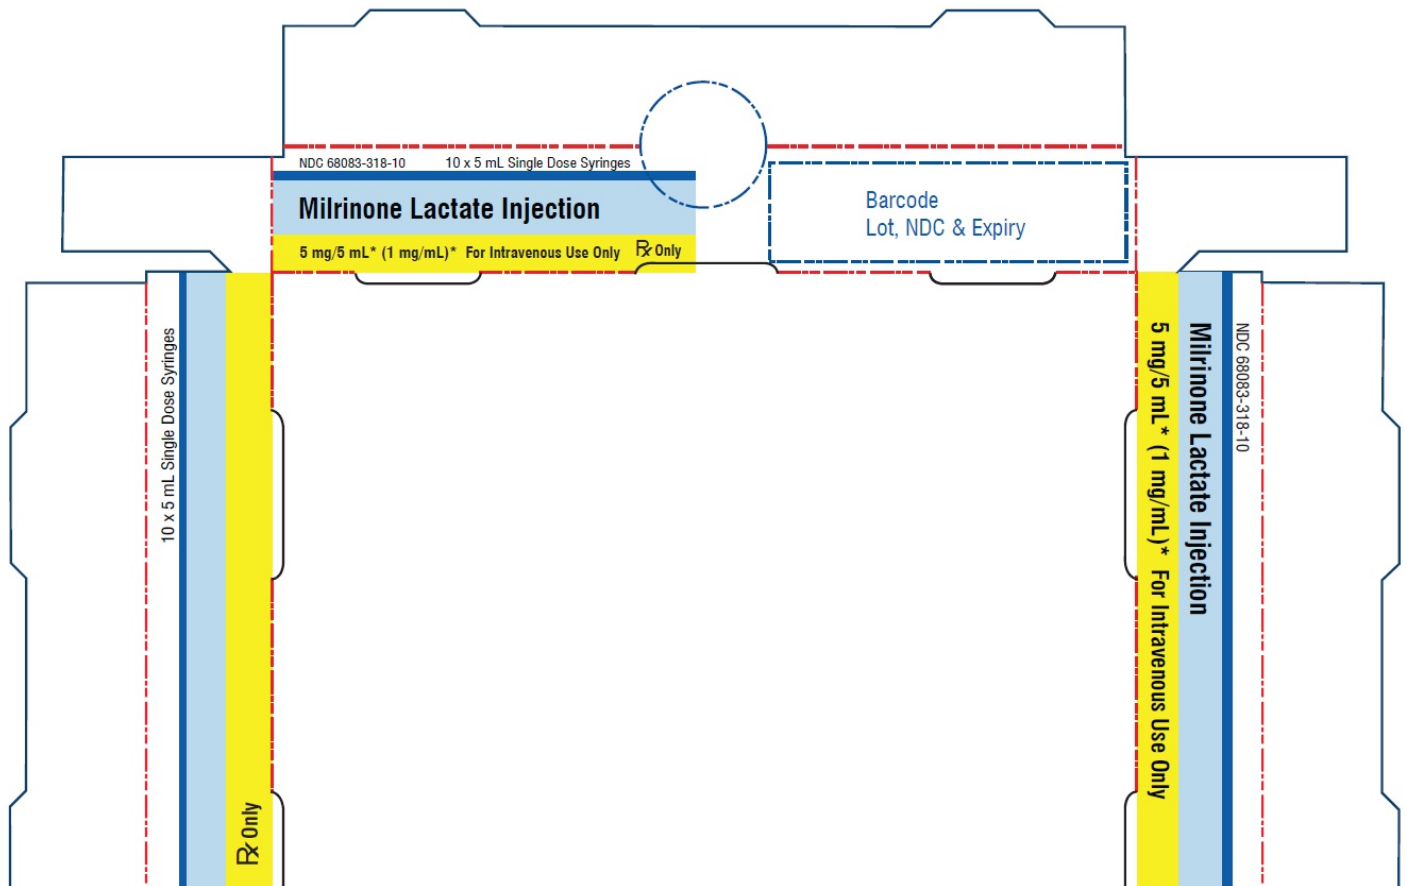 NDC 68083-318-10 10 x 5 mL Single Dose Syringes
Milrinone Lactate Injection
5 mg/5 mL* (1 mg/mL)* For Intravenous Use Only ℞ Only
Barcode
Lot, NDC & Expiry
10 x 5 mL Single Dose Syringes
℞ Only
NDC 68083-318-10
Milrinone Lactate Injection
5 mg/5 mL* (1 mg/mL)* For Intravenous Use Only